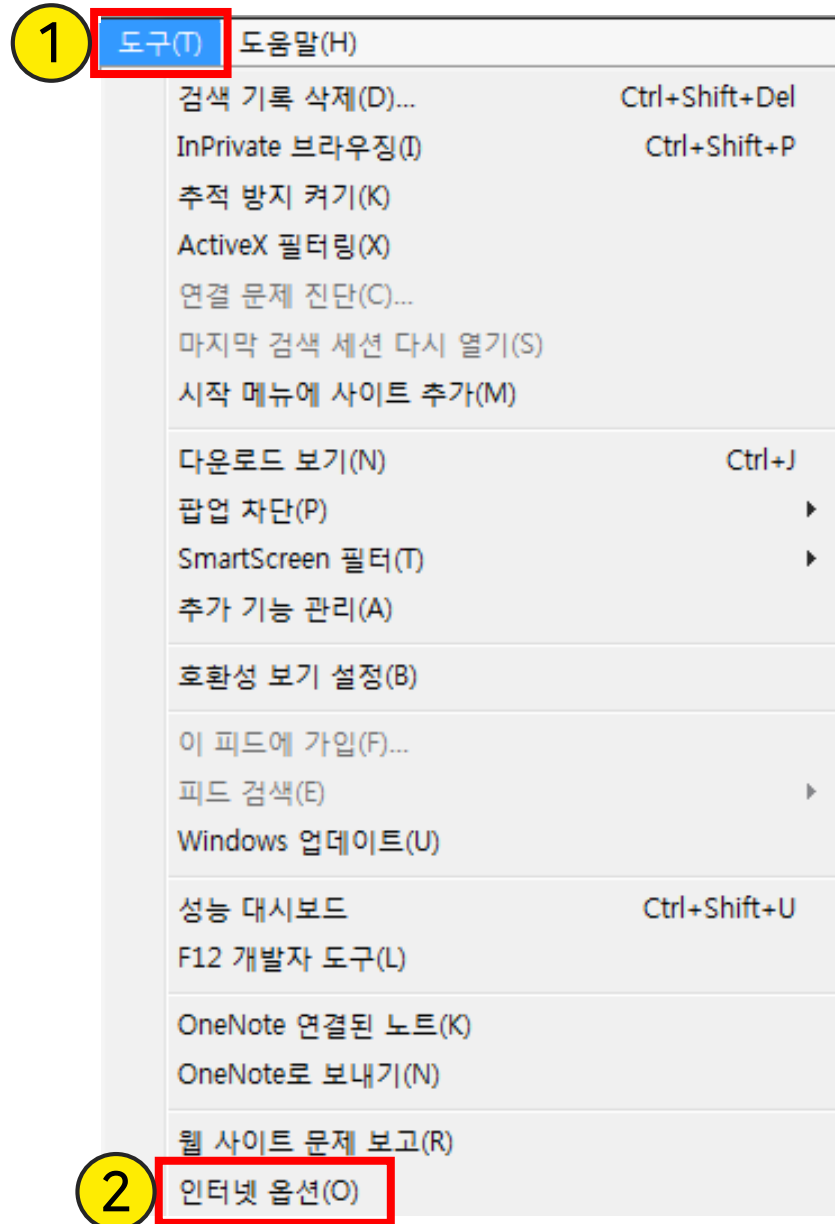 1 도구(T) 도움말(H)
검색 기록 삭제(D)... Ctrl+Shift+Del
InPrivate 브라우징(I) Ctrl+Shift+P
추적 방지 켜기(K)
ActiveX 필터링(X)
연결 문제 진단(C)...
마지막 검색 세션 다시 열기(S)
시작 메뉴에 사이트 추가(M)
다운로드 보기(N) Ctrl+J
팝업 차단(P)
SmartScreen 필터(T)
추가 기능 관리(A)
호환성 보기 설정(B)
이 피드에 가입(F)...
피드 검색(E)
Windows 업데이트(U)
성능 대시보드 Ctrl+Shift+U
F12 개발자 도구(L)
OneNote 연결된 노트(K)
OneNote로 보내기(N)
웹 사이트 문제 보고(R)
2 인터넷 옵션(O)